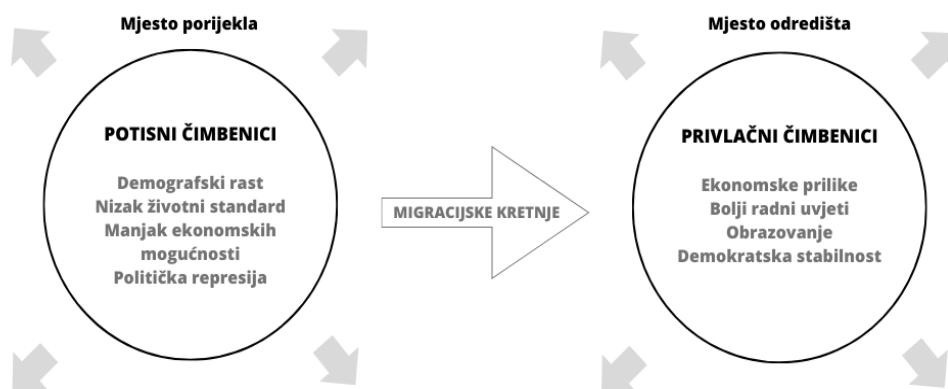 Mjesto porijekla
POTISNI ČIMBENICI
Demografski rast
Nizak životni standard
Manjak ekonomskih
mogućnosti
Politička represija
MIGRACIJSKE KRETNJE
Mjesto odredišta
PRIVLAČNI ČIMBENICI
Ekonomske prilike
Bolji radni uvjeti
Obrazovanje
Demokratska stabilnost